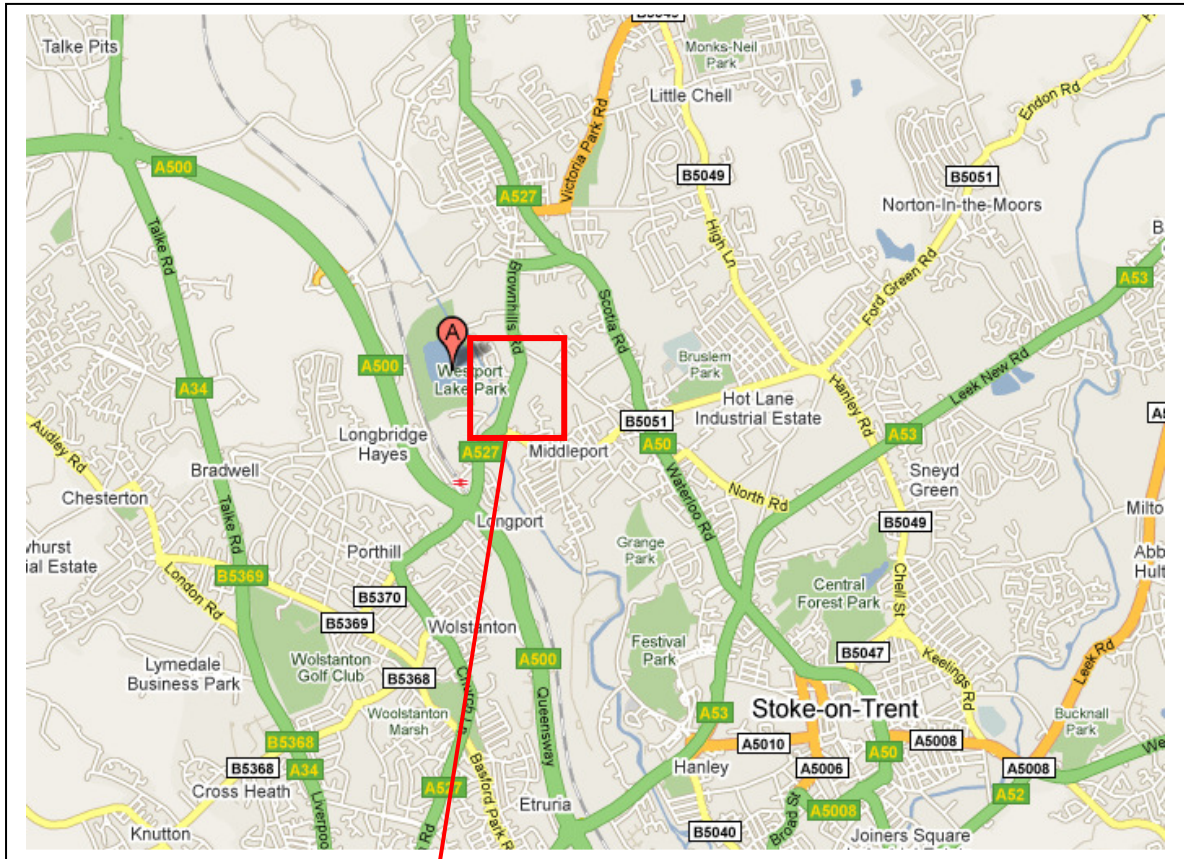 Talke Pits
Monks-Neil
Park
Little Chell
Victoria Park Rd
Endon Rd
A500
B5049
B5051
A527
Norton-In-the-Moors
Talke Rd
High Ln
Ford Green Rd
A53
Brownhills Rd
Scotia Rd
A
A500
Westport
Lake Park
Bruslem
Park
Leek New Rd
A34
Hot Lane
Industrial Estate
Hanley Rd
B5051
A53
Audley Rd
Longbridge
Hayes
A527
Middleport
A50
Bradwell
Sneyd
Green
Chesterton
Talke Rd
North Rd
Waterloo Rd
Longport
B5049
Grange
Park
Porthill
Central
Forest Park
Chell St
London Rd
B5369
B5370
B5369
Wolstanton
Festival
Park
Lymedale
Business Park
Wolstanton
Golf Club
A500
B5047
Keelings Rd
Leek Rd
B5368
Church Ln
Queensway
Woolstanton
Marsh
A53
Stoke-on-Trent
Bucknall
Park
B5368
A5010
A50
A5008
B5368
A34
Basford Park Rd
Hanley
A5006
A5008
Cross Heath
A527
A52
Etruria
Broad St
A5008
Knutton
Rd
B5040
Joiners Square